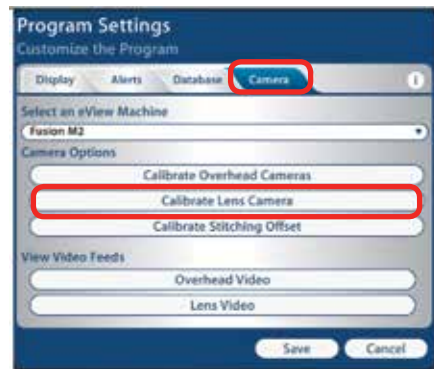 Program Settings
Customize the Program
Display Alerts Database Camera i
Select an eView Machine
Fusion M2
Camera Options
Calibrate Overhead Cameras
Calibrate Lens Camera
Calibrate Stitching Offset
View Video Feeds
Overhead Video
Lens Video
Save Cancel